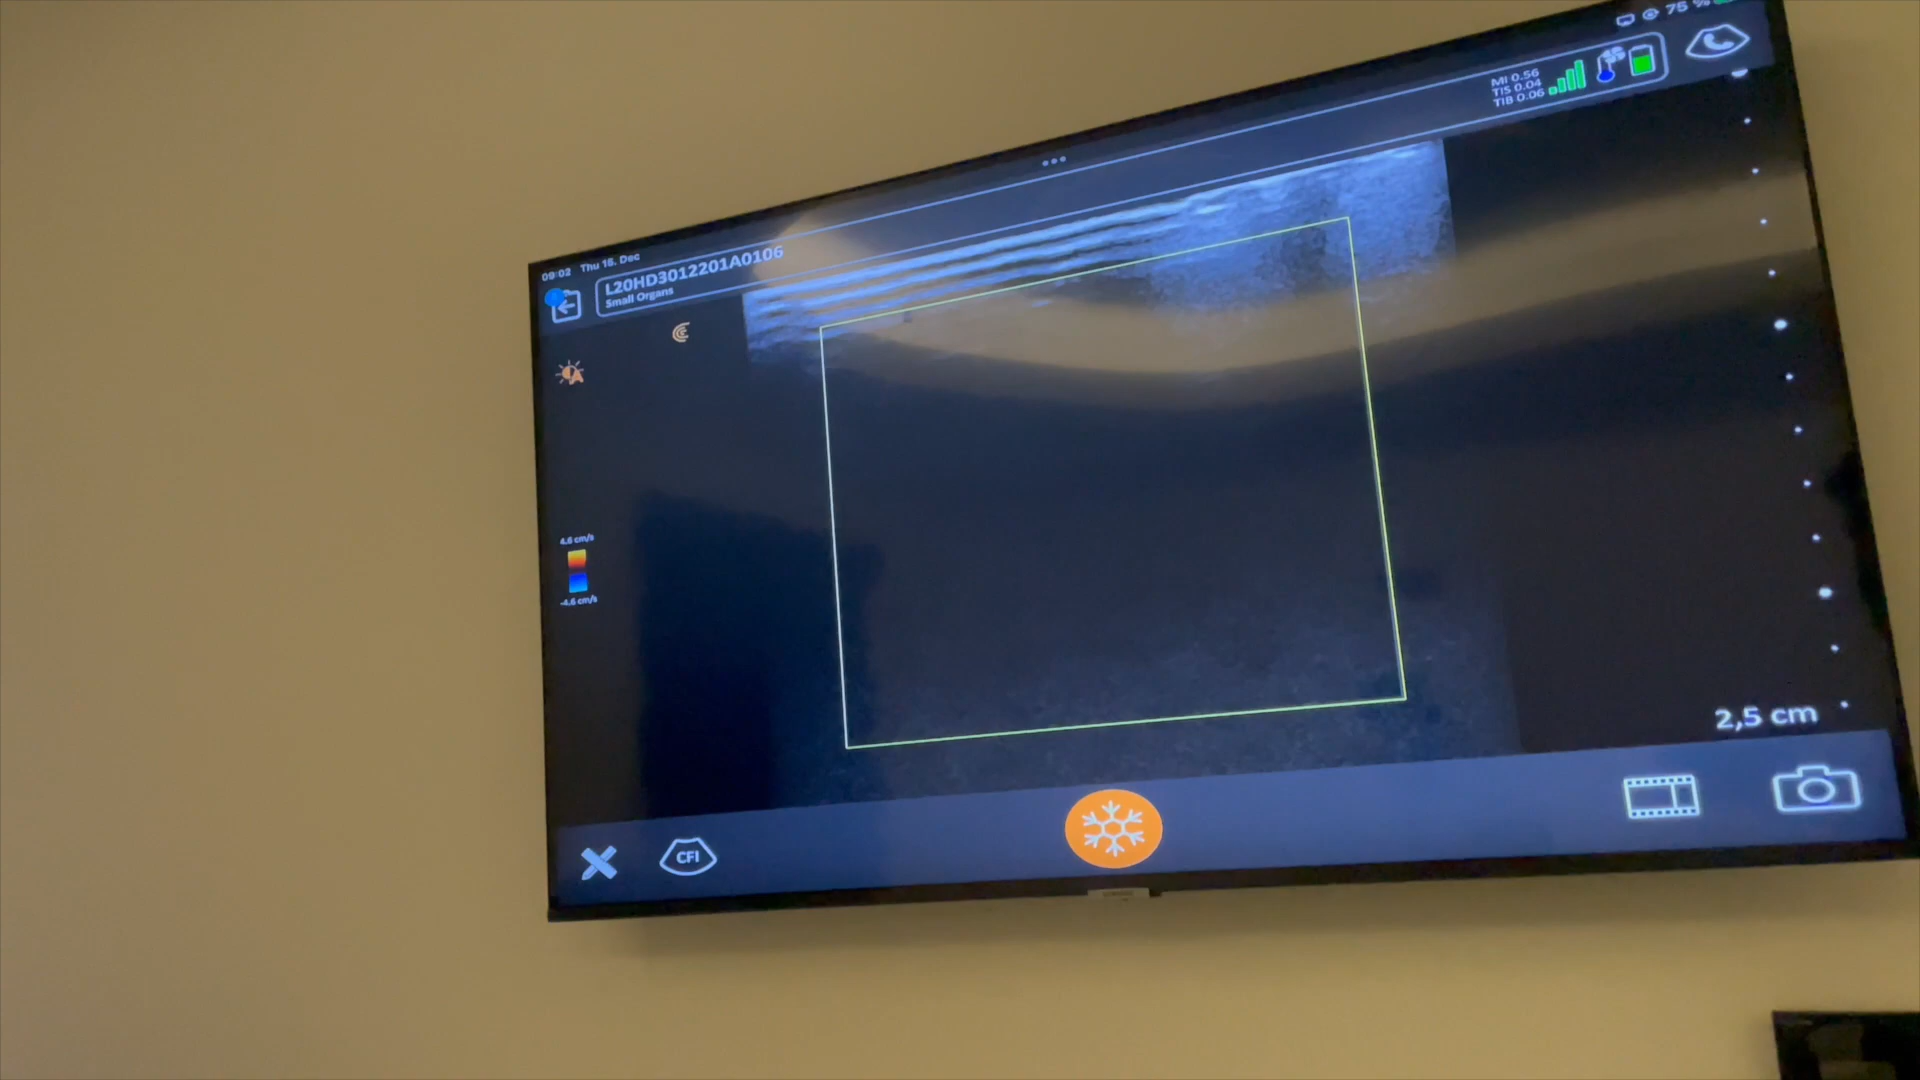 75 %
MI 0.56
TIS 0.04
TIB 0.06
09:02 Thu 15. Dec
L20HD3012201A0106
Small Organs
4.6 cm/s
-4.6 cm/s
2,5 cm
CFI